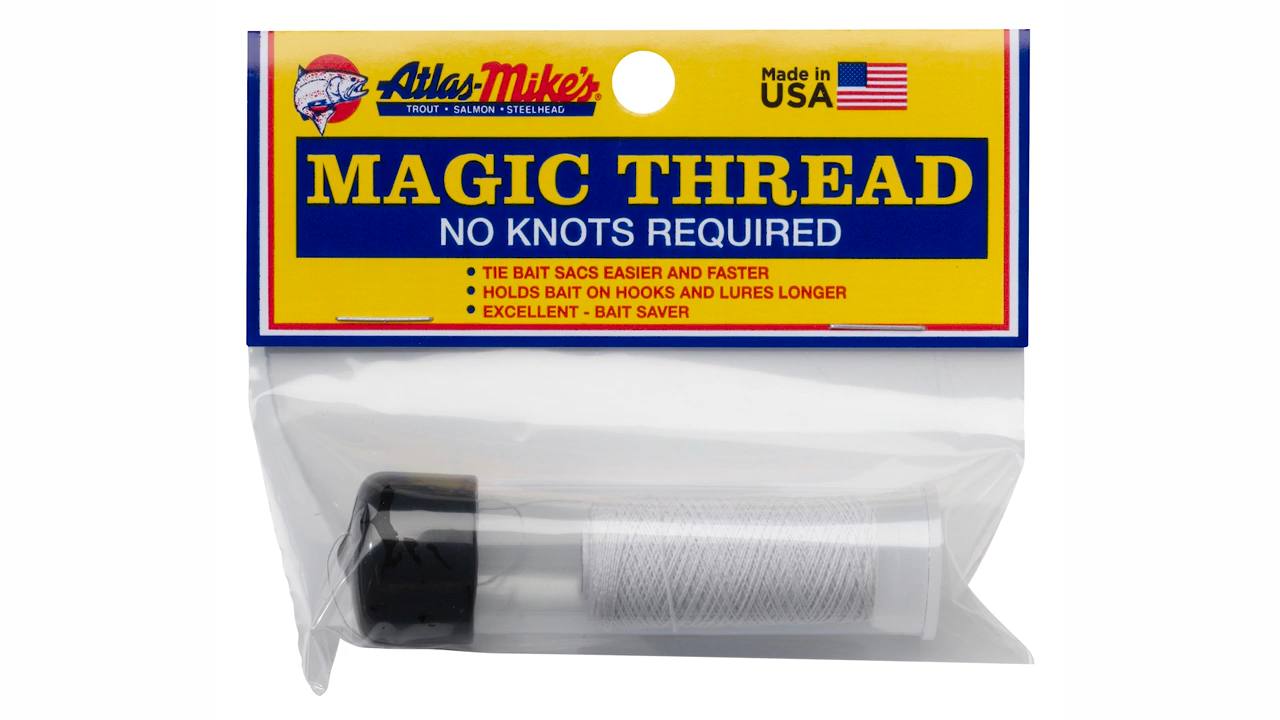 Atlas-Mike's®
TROUT • SALMON • STEELHEAD
Made in
USA
MAGIC THREAD
NO KNOTS REQUIRED
• TIE BAIT SACS EASIER AND FASTER
• HOLDS BAIT ON HOOKS AND LURES LONGER
• EXCELLENT - BAIT SAVER